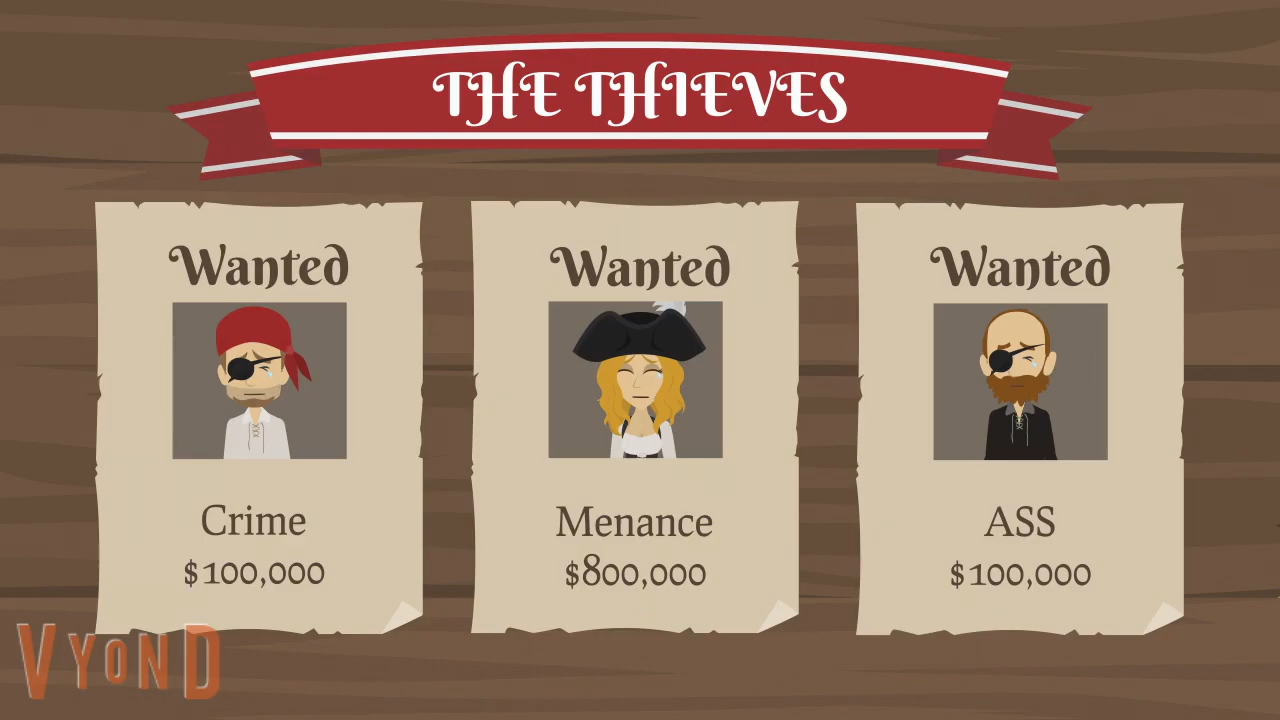 THE THIEVES
Wanted
Crime
$100,000
Wanted
Menance
$800,000
Wanted
ASS
$100,000
VYOND